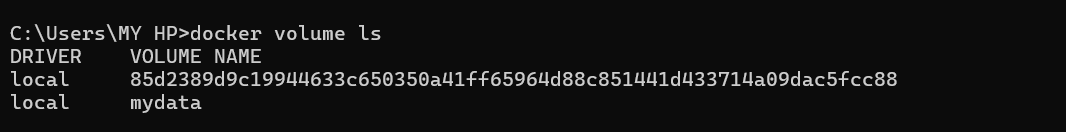 C:\Users\MY HP>docker volume ls
DRIVER    VOLUME NAME
local     85d2389d9c19944633c650350a41ff65964d88c851441d433714a09dac5fcc88
local     mydata